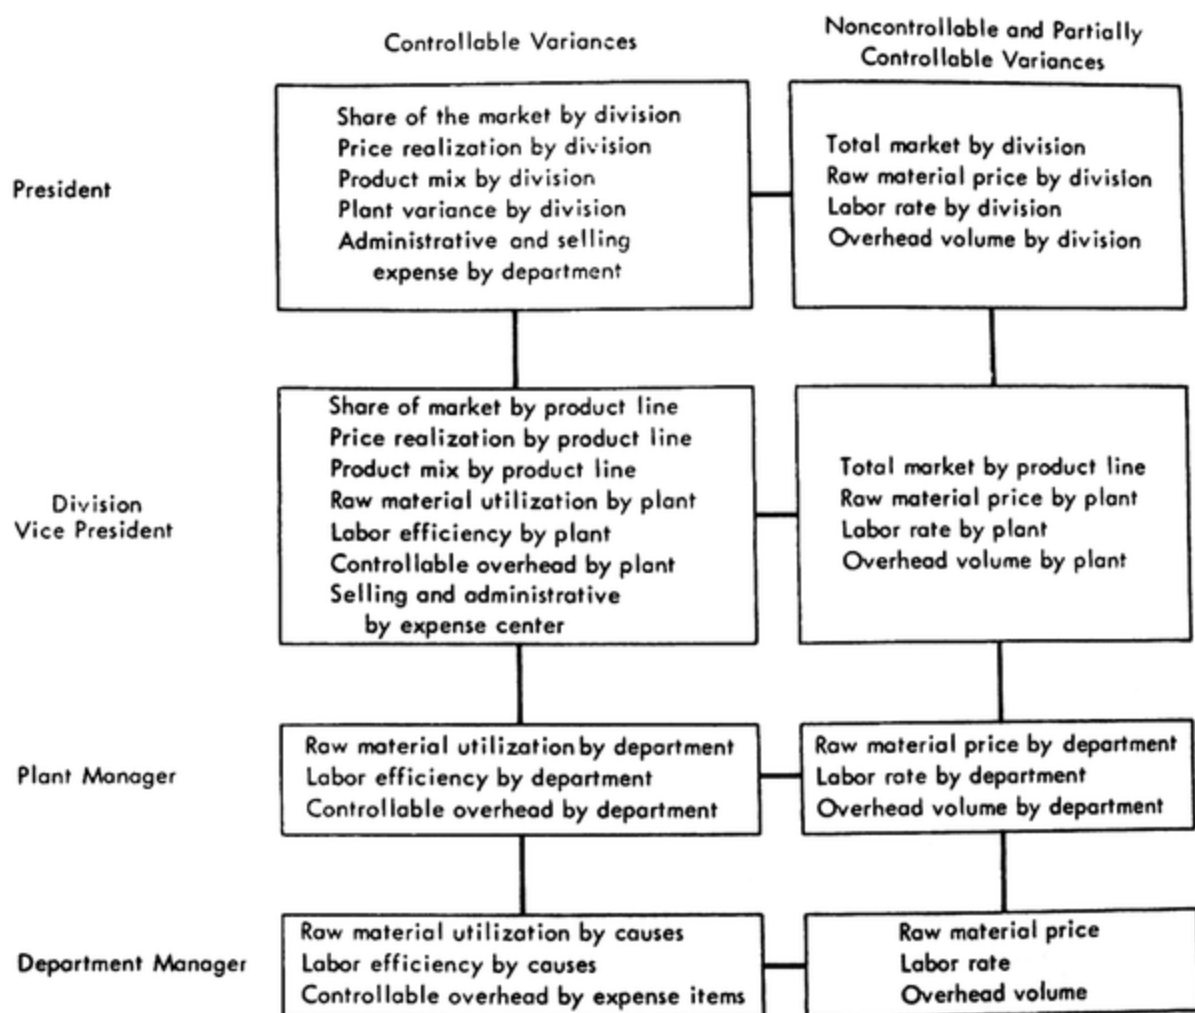 Controllable Variances
Noncontrollable and Partially
Controllable Variances
President
Share of the market by division
Price realization by division
Product mix by division
Plant variance by division
Administrative and selling
expense by department
Total market by division
Raw material price by division
Labor rate by division
Overhead volume by division
Division
Vice President
Share of market by product line
Price realization by product line
Product mix by product line
Raw material utilization by plant
Labor efficiency by plant
Controllable overhead by plant
Selling and administrative
by expense center
Total market by product line
Raw material price by plant
Labor rate by plant
Overhead volume by plant
Plant Manager
Raw material utilization by department
Labor efficiency by department
Controllable overhead by department
Raw material price by department
Labor rate by department
Overhead volume by department
Department Manager
Raw material utilization by causes
Labor efficiency by causes
Controllable overhead by expense items
Raw material price
Labor rate
Overhead volume